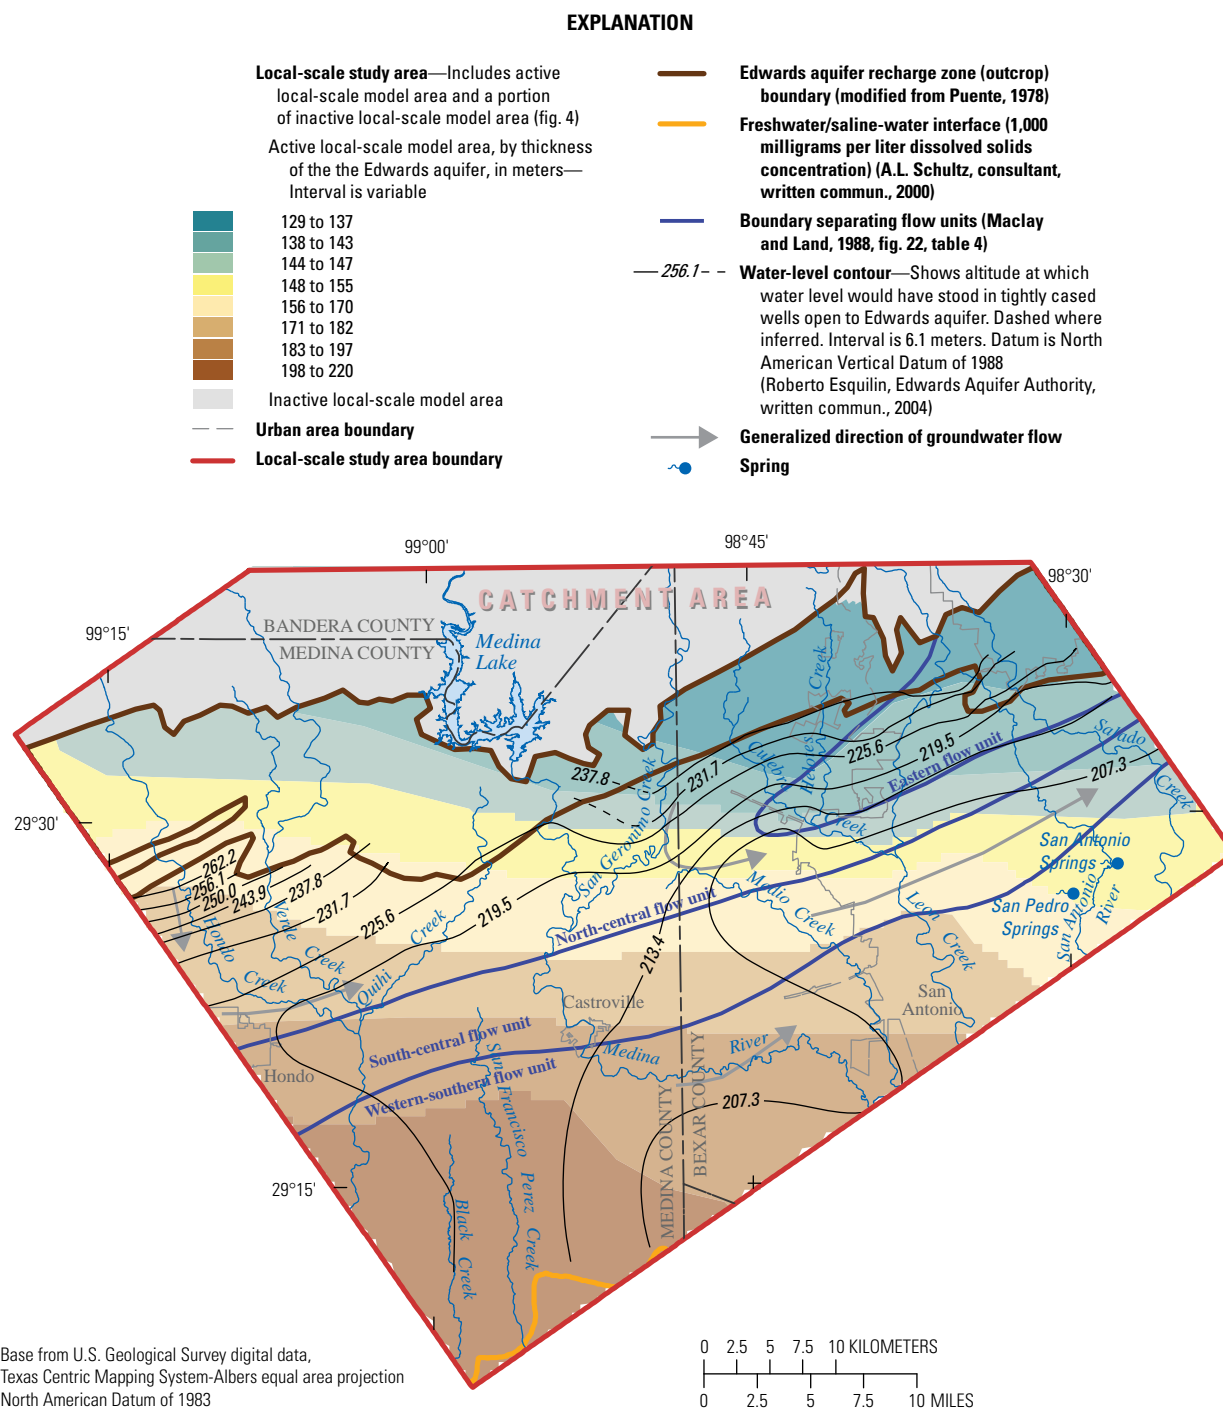 EXPLANATION
Local-scale study area—Includes active
local-scale model area and a portion
of inactive local-scale model area (fig. 4)
Active local-scale model area, by thickness
of the the Edwards aquifer, in meters—
Interval is variable
129 to 137
138 to 143
144 to 147
148 to 155
156 to 170
171 to 182
183 to 197
198 to 220
Inactive local-scale model area
Urban area boundary
Local-scale study area boundary
Edwards aquifer recharge zone (outcrop)
boundary (modified from Puente, 1978)
Freshwater/saline-water interface (1,000
milligrams per liter dissolved solids
concentration) (A.L. Schultz, consultant,
written commun., 2000)
Boundary separating flow units (Maclay
and Land, 1988, fig. 22, table 4)
256.1
Water-level contour—Shows altitude at which
water level would have stood in tightly cased
wells open to Edwards aquifer. Dashed where
inferred. Interval is 6.1 meters. Datum is North
American Vertical Datum of 1988
(Roberto Esquilin, Edwards Aquifer Authority,
written commun., 2004)
Generalized direction of groundwater flow
Spring
99°00'
98°45'
98°30'
99°15'
CATCHMENT AREA
BANDERA COUNTY
MEDINA COUNTY
Medina
Lake
Helotes Creek
Culebra Creek
Salado Creek
237.8
231.7
225.6
219.5
207.3
Eastern flow unit
San Geronimo Creek
29°30'
San Antonio
Springs
San Pedro
Springs
San Antonio River
262.2
256.1
250.0
243.9
237.8
231.7
225.6
219.5
213.4
Hondo Creek
Verde Creek
Quihi Creek
Medio Creek
Leon Creek
North-central flow unit
Castroville
San
Antonio
South-central flow unit
Medina River
Hondo
Western-southern flow unit
San Francisco Perez Creek
207.3
MEDINA COUNTY
BEXAR COUNTY
29°15'
Black Creek
Base from U.S. Geological Survey digital data,
Texas Centric Mapping System-Albers equal area projection
North American Datum of 1983
0 2.5 5 7.5 10 KILOMETERS
0 2.5 5 7.5 10 MILES